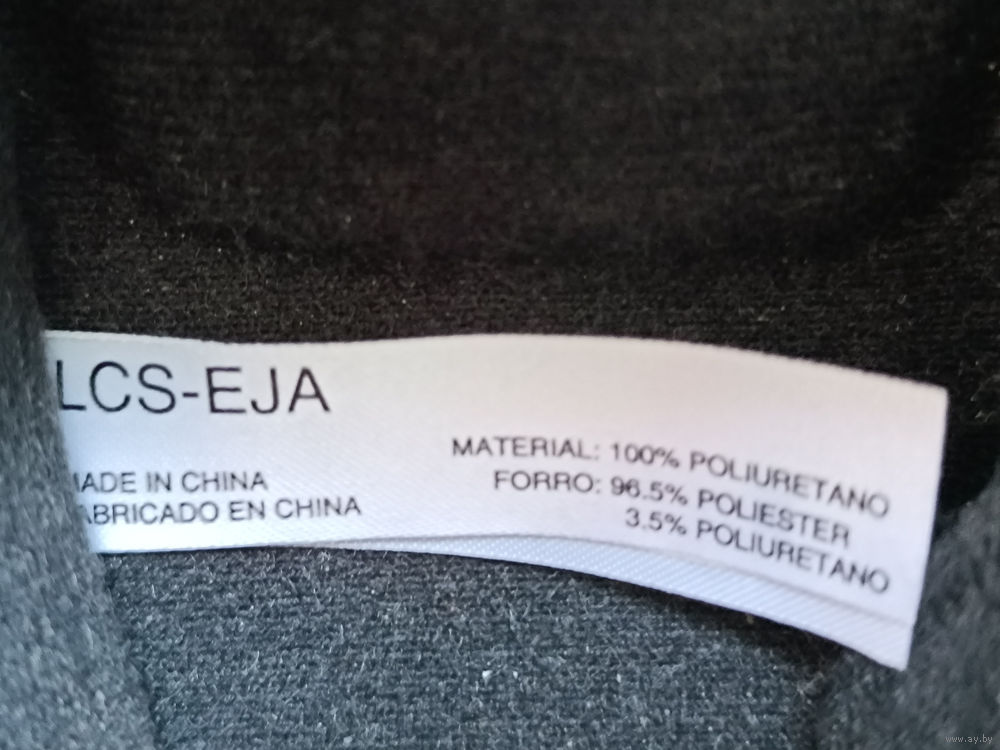 LCS-EJA
MADE IN CHINA
FABRICADO EN CHINA
MATERIAL: 100% POLIURETANO
FORRO: 96.5% POLIESTER
3.5% POLIURETANO
www.ay.by